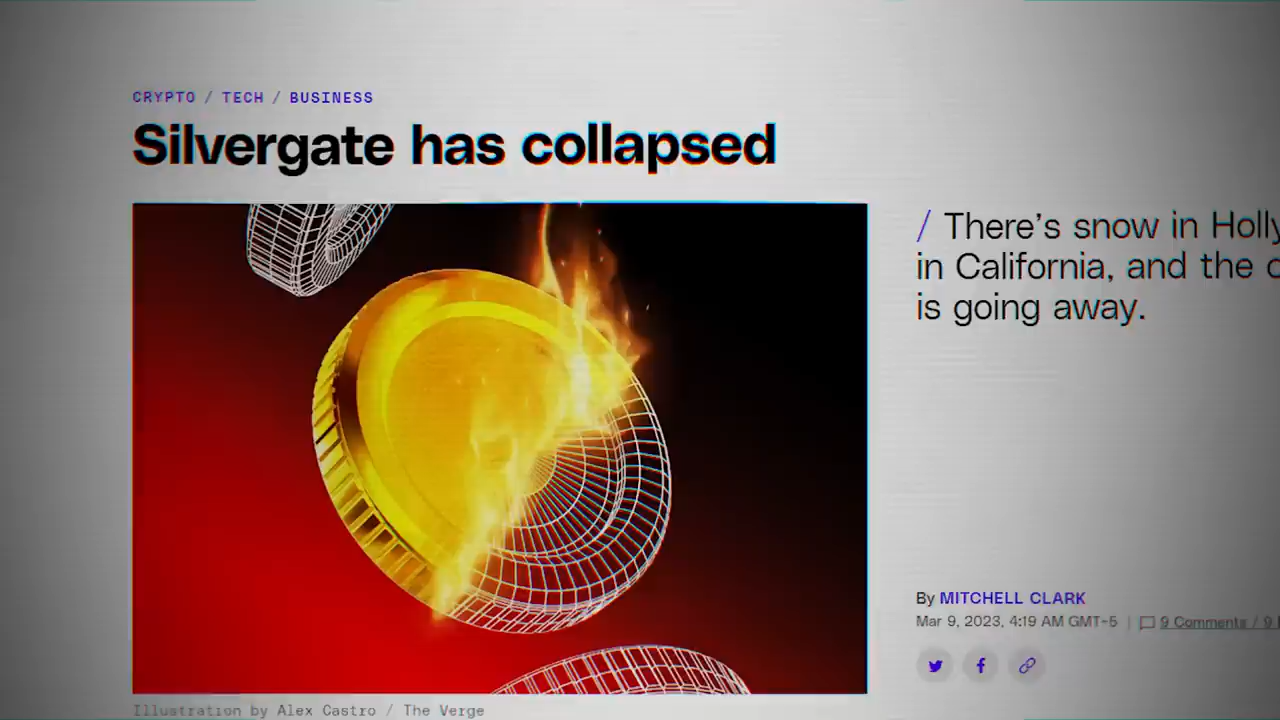 CRYPTO / TECH / BUSINESS
Silvergate has collapsed
/ There's snow in Holly
in California, and the
is going away.
By MITCHELL CLARK
Mar 9, 2023, 4:19 AM GMT-5 | 9 Comments / 9
Illustration by Alex Castro / The Verge